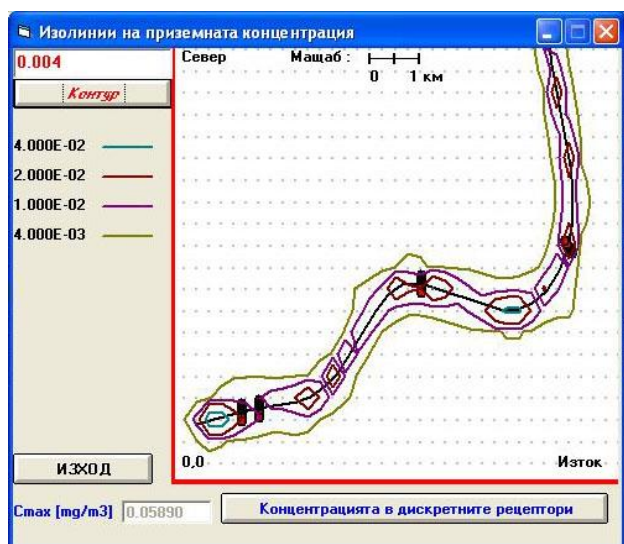 Изолинии на приземната концентрация
0.004
Контур
4.000E-02
2.000E-02
1.000E-02
4.000E-03
Север Мащаб :
0 1 км
0,0 Изток
ИЗХОД
Cmax [mg/m3] 0.05890 Концентрацията в дискретните рецептори